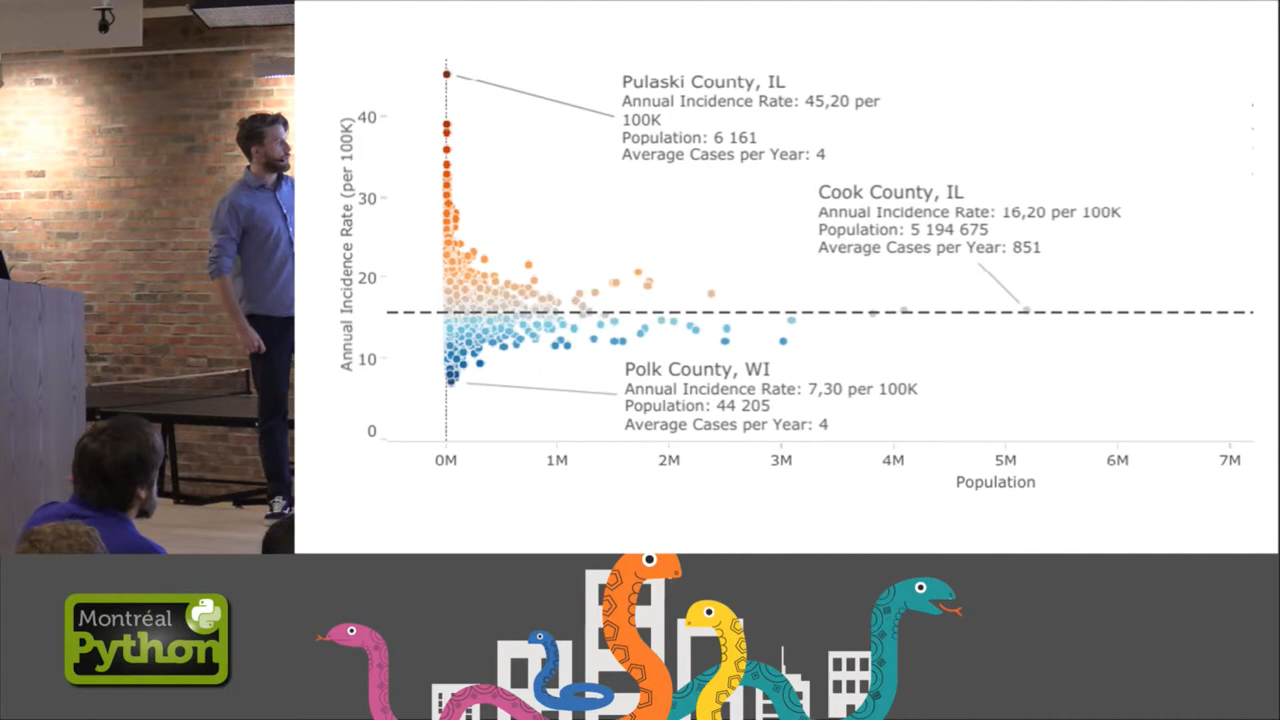 Pulaski County, IL
Annual Incidence Rate: 45,20 per
100K
Population: 6 161
Average Cases per Year: 4
Cook County, IL
Annual Incidence Rate: 16,20 per 100K
Population: 5 194 675
Average Cases per Year: 851
Polk County, WI
Annual Incidence Rate: 7,30 per 100K
Population: 44 205
Average Cases per Year: 4
Annual Incidence Rate (per 100K)
40
30
20
10
0
0M 1M 2M 3M 4M 5M 6M 7M
Population
Montréal
Python